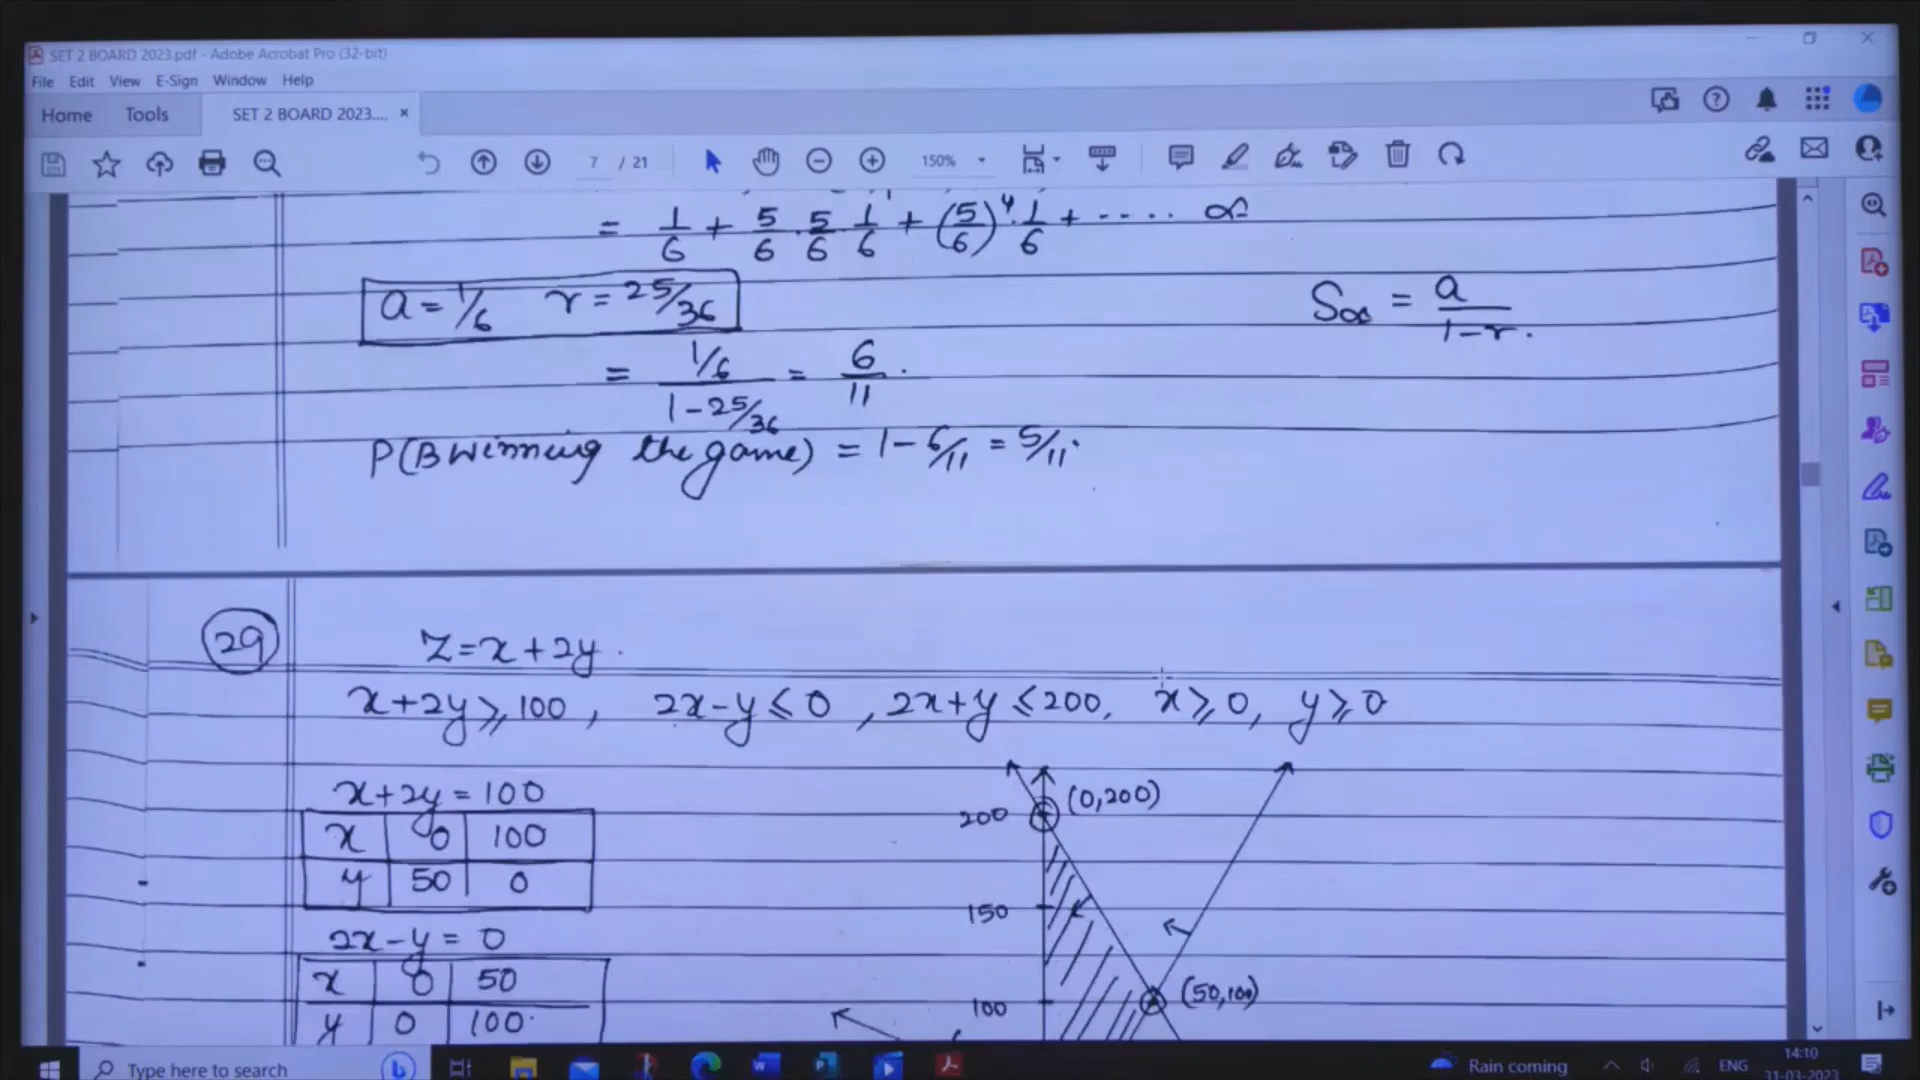 SET 2 BOARD 2023.pdf - Adobe Acrobat Pro (32-bit)
File Edit View E-Sign Window Help
Home Tools SET 2 BOARD 2023.... ×
7 / 21 150%
= 1/6 + 5/6 . 5/6 . 1/6 + (5/6)^4 . 1/6 + - - . . . . ∞
a = 1/6 r = 25/36
S∞ = a/(1-r).
= (1/6)/(1 - 25/36) = 6/11.
P(B winning the game) = 1 - 6/11 = 5/11.
29 Z = x + 2y.
x + 2y ≥ 100, 2x - y ≤ 0, 2x + y ≤ 200, x ≥ 0, y ≥ 0
x + 2y = 100
x 0 100
y 50 0
2x - y = 0
x 0 50
y 0 100
200 (0,200)
150
100 (50,100)
Type here to search
Rain coming ENG 14:10
31-03-2023